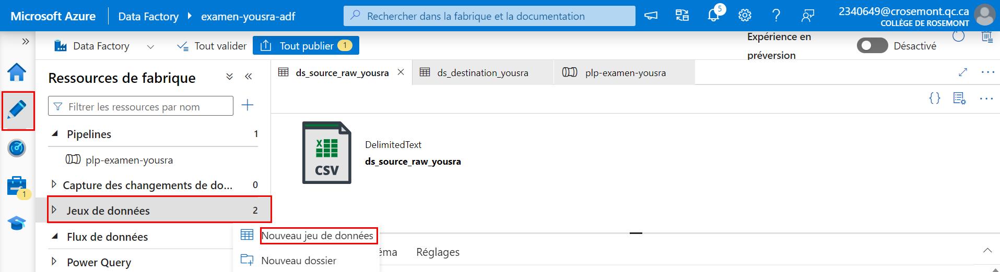 Microsoft Azure
Data Factory
examen-yousra-adf
Rechercher dans la fabrique et la documentation
5
2340649@crosemont.qc.ca
COLLÈGE DE ROSEMONT
Data Factory
Tout valider
Tout publier
1
Expérience en
préversion
Désactivé
Ressources de fabrique
ds_source_raw_yousra
ds_destination_yousra
plp-examen-yousra
Filtrer les ressources par nom
Pipelines
1
plp-examen-yousra
Capture des changements de do...
0
Jeux de données
2
Flux de données
Power Query
1
Nouveau jeu de données
Nouveau dossier
X
CSV
DelimitedText
ds_source_raw_yousra
éma
Réglages